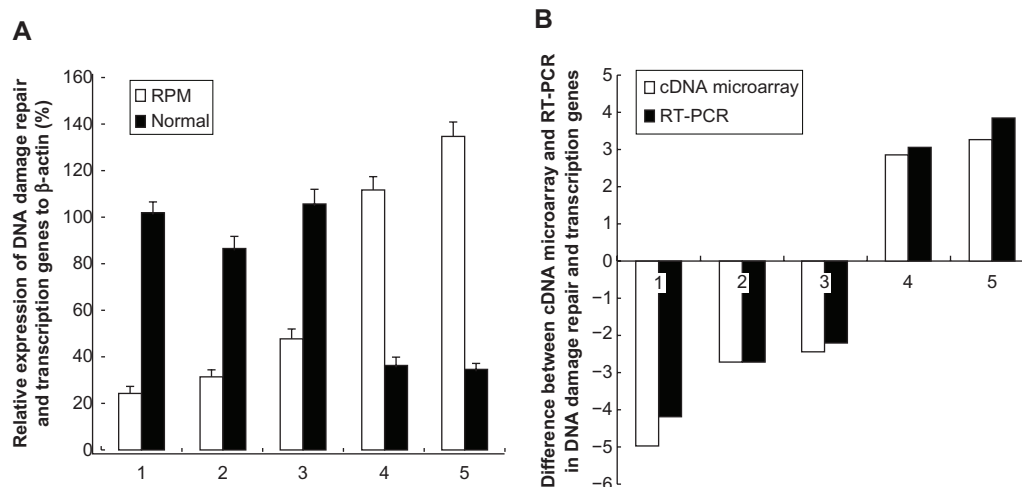 A
Relative expression of DNA damage repair
and transcription genes to β-actin (%)
160
140
120
100
80
60
40
20
0
RPM
Normal
1 2 3 4 5
B
Difference between cDNA microarray and RT-PCR
in DNA damage repair and transcription genes
5
4
3
2
1
0
−1
−2
−3
−4
−5
−6
cDNA microarray
RT-PCR
1 2 3 4 5